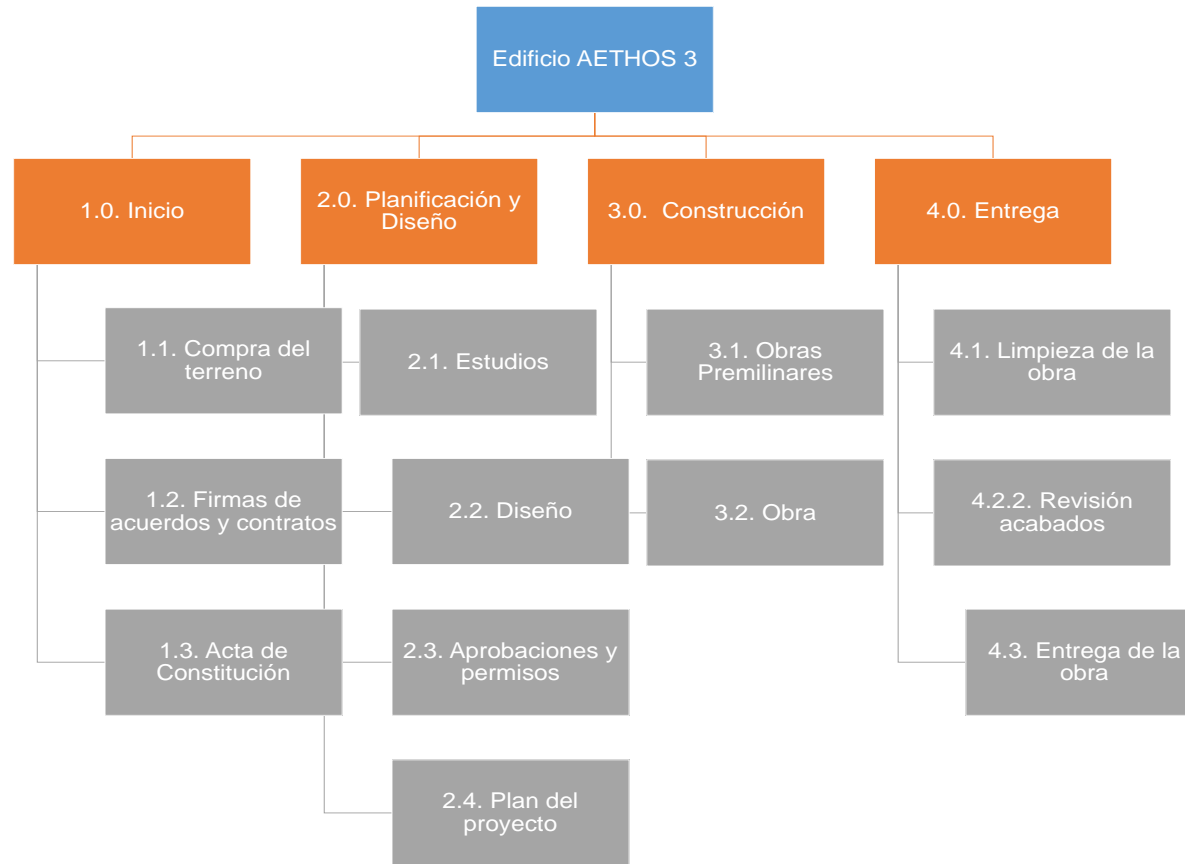 Edificio AETHOS 3
1.0. Inicio
2.0. Planificación y
Diseño
3.0.  Construcción
4.0. Entrega
1.1. Compra del
terreno
1.2. Firmas de
acuerdos y contratos
1.3. Acta de
Constitución
2.1. Estudios
2.2. Diseño
2.3. Aprobaciones y
permisos
2.4. Plan del
proyecto
3.1. Obras
Premilinares
3.2. Obra
4.1. Limpieza de la
obra
4.2.2. Revisión
acabados
4.3. Entrega de la
obra